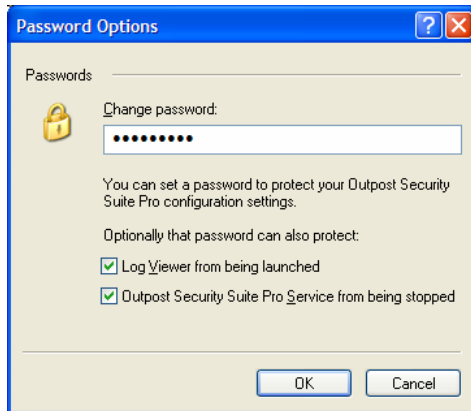 Password Options
Passwords
Change password:
•••••••••
You can set a password to protect your Outpost Security
Suite Pro configuration settings.
Optionally that password can also protect:
Log Viewer from being launched
Outpost Security Suite Pro Service from being stopped
OK Cancel